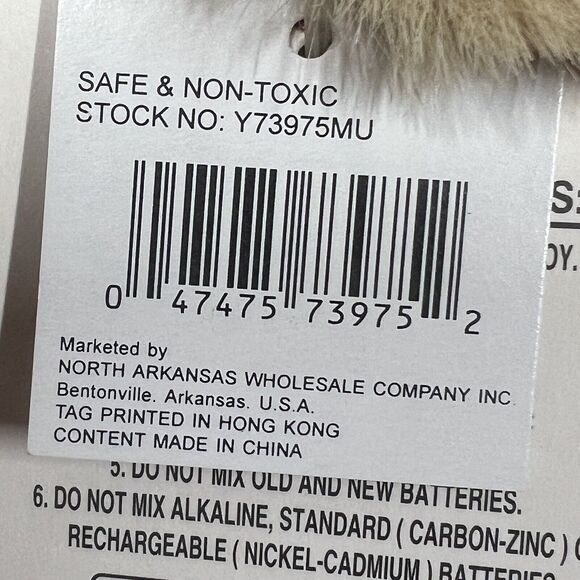 SAFE & NON-TOXIC
STOCK NO: Y73975MU
0 47475 73975 2
Marketed by
NORTH ARKANSAS WHOLESALE COMPANY INC.
Bentonville. Arkansas. U.S.A.
TAG PRINTED IN HONG KONG
CONTENT MADE IN CHINA
S:
DY.
5. DO NOT MIX OLD AND NEW BATTERIES.
6. DO NOT MIX ALKALINE, STANDARD ( CARBON-ZINC )
RECHARGEABLE ( NICKEL-CADMIUM ) BATTERIES